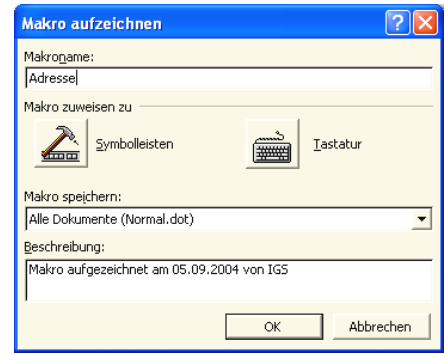 Makro aufzeichnen
Makroname:
Adresse
Makro zuweisen zu
Symbolleisten
Tastatur
Makro speichern:
Alle Dokumente (Normal.dot)
Beschreibung:
Makro aufgezeichnet am 05.09.2004 von IGS
OK
Abbrechen